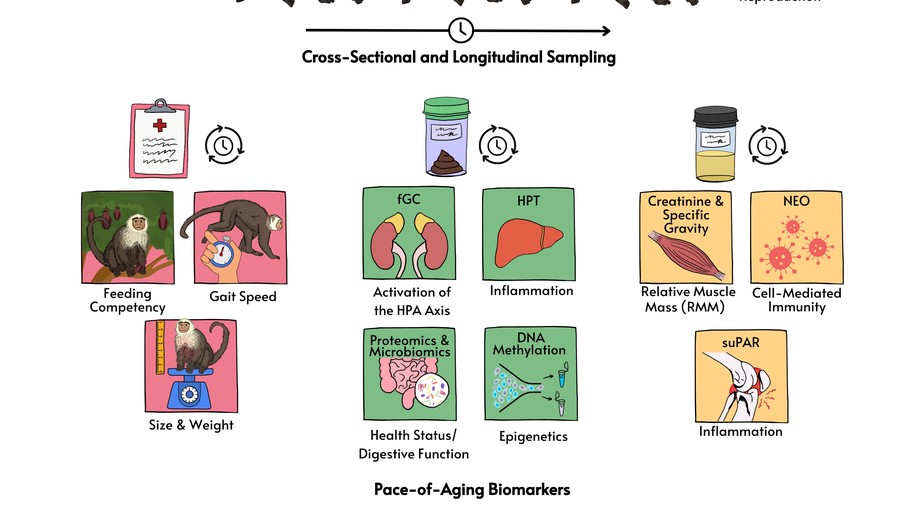 Reproduction
Cross-Sectional and Longitudinal Sampling
fGC
HPT
Creatinine &
Specific
Gravity
NEO
Feeding
Competency
Gait Speed
Activation of
the HPA Axis
Inflammation
Relative Muscle
Mass (RMM)
Cell-Mediated
Immunity
Proteomics &
Microbiomics
DNA
Methylation
suPAR
Size & Weight
Health Status/
Digestive Function
Epigenetics
Inflammation
Pace-of-Aging Biomarkers